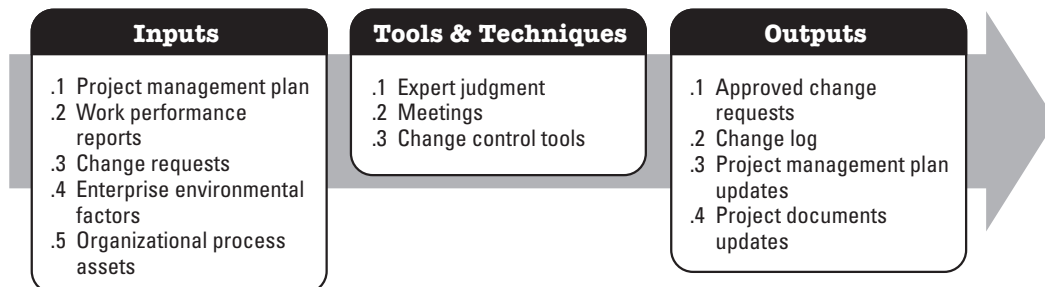 Inputs
.1 Project management plan
.2 Work performance
reports
.3 Change requests
.4 Enterprise environmental
factors
.5 Organizational process
assets
Tools & Techniques
.1 Expert judgment
.2 Meetings
.3 Change control tools
Outputs
.1 Approved change
requests
.2 Change log
.3 Project management plan
updates
.4 Project documents
updates